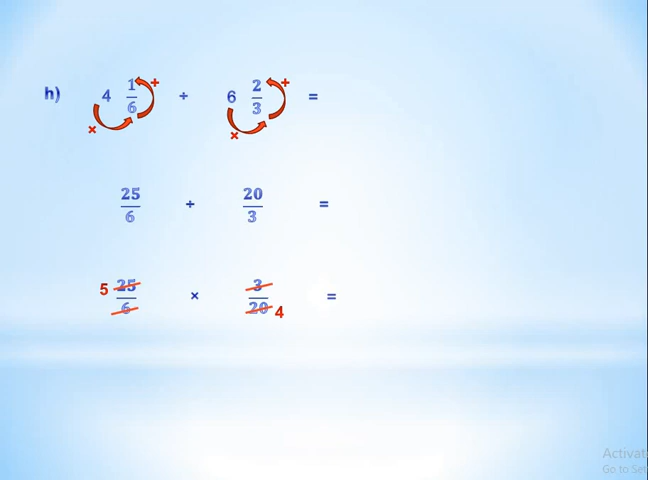 h) 4 1/6 + 6 2/3 =
+ +
× ×
25/6 + 20/3 =
5 25/6 × 3/20 4 =
Activat
Go to Set